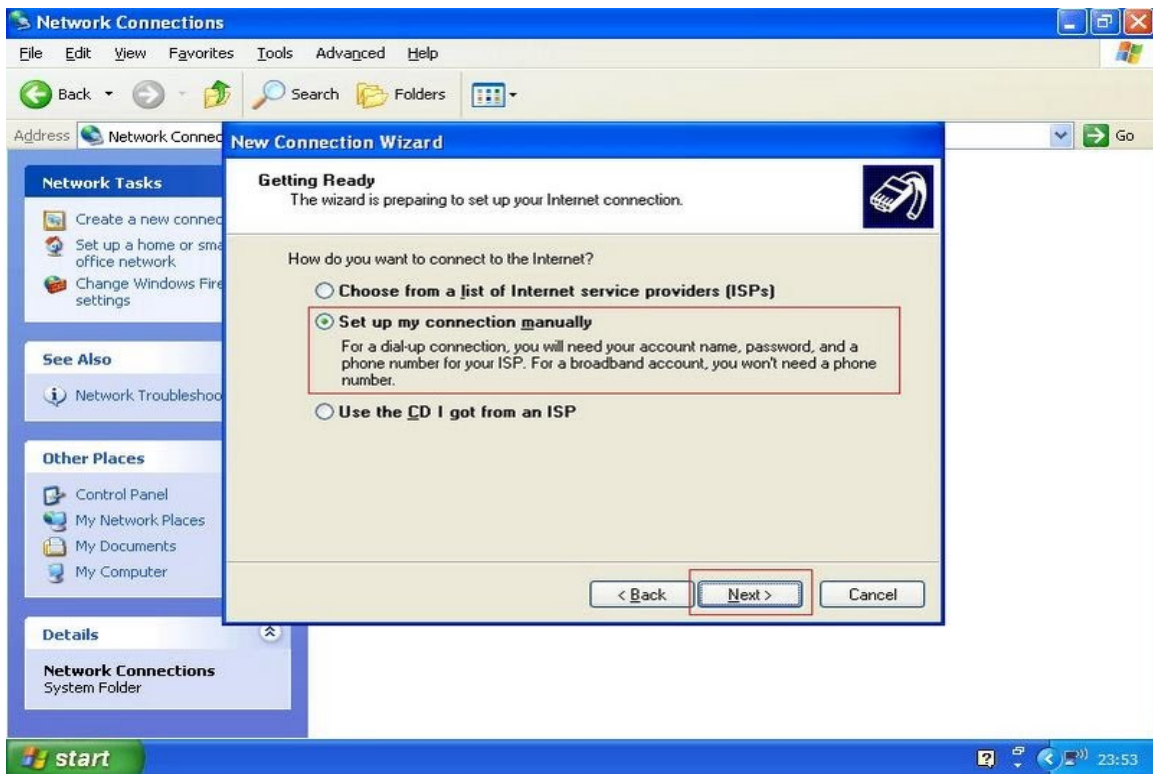 Network Connections
File Edit View Favorites Tools Advanced Help
Back Search Folders
Address Network Connec Go
New Connection Wizard
Getting Ready
The wizard is preparing to set up your Internet connection.
How do you want to connect to the Internet?
Choose from a list of Internet service providers (ISPs)
Set up my connection manually
For a dial-up connection, you will need your account name, password, and a
phone number for your ISP. For a broadband account, you won't need a phone
number.
Use the CD I got from an ISP
< Back Next > Cancel
Network Tasks
Create a new connec
Set up a home or sma
office network
Change Windows Fire
settings
See Also
Network Troubleshoo
Other Places
Control Panel
My Network Places
My Documents
My Computer
Details
Network Connections
System Folder
start 23:53